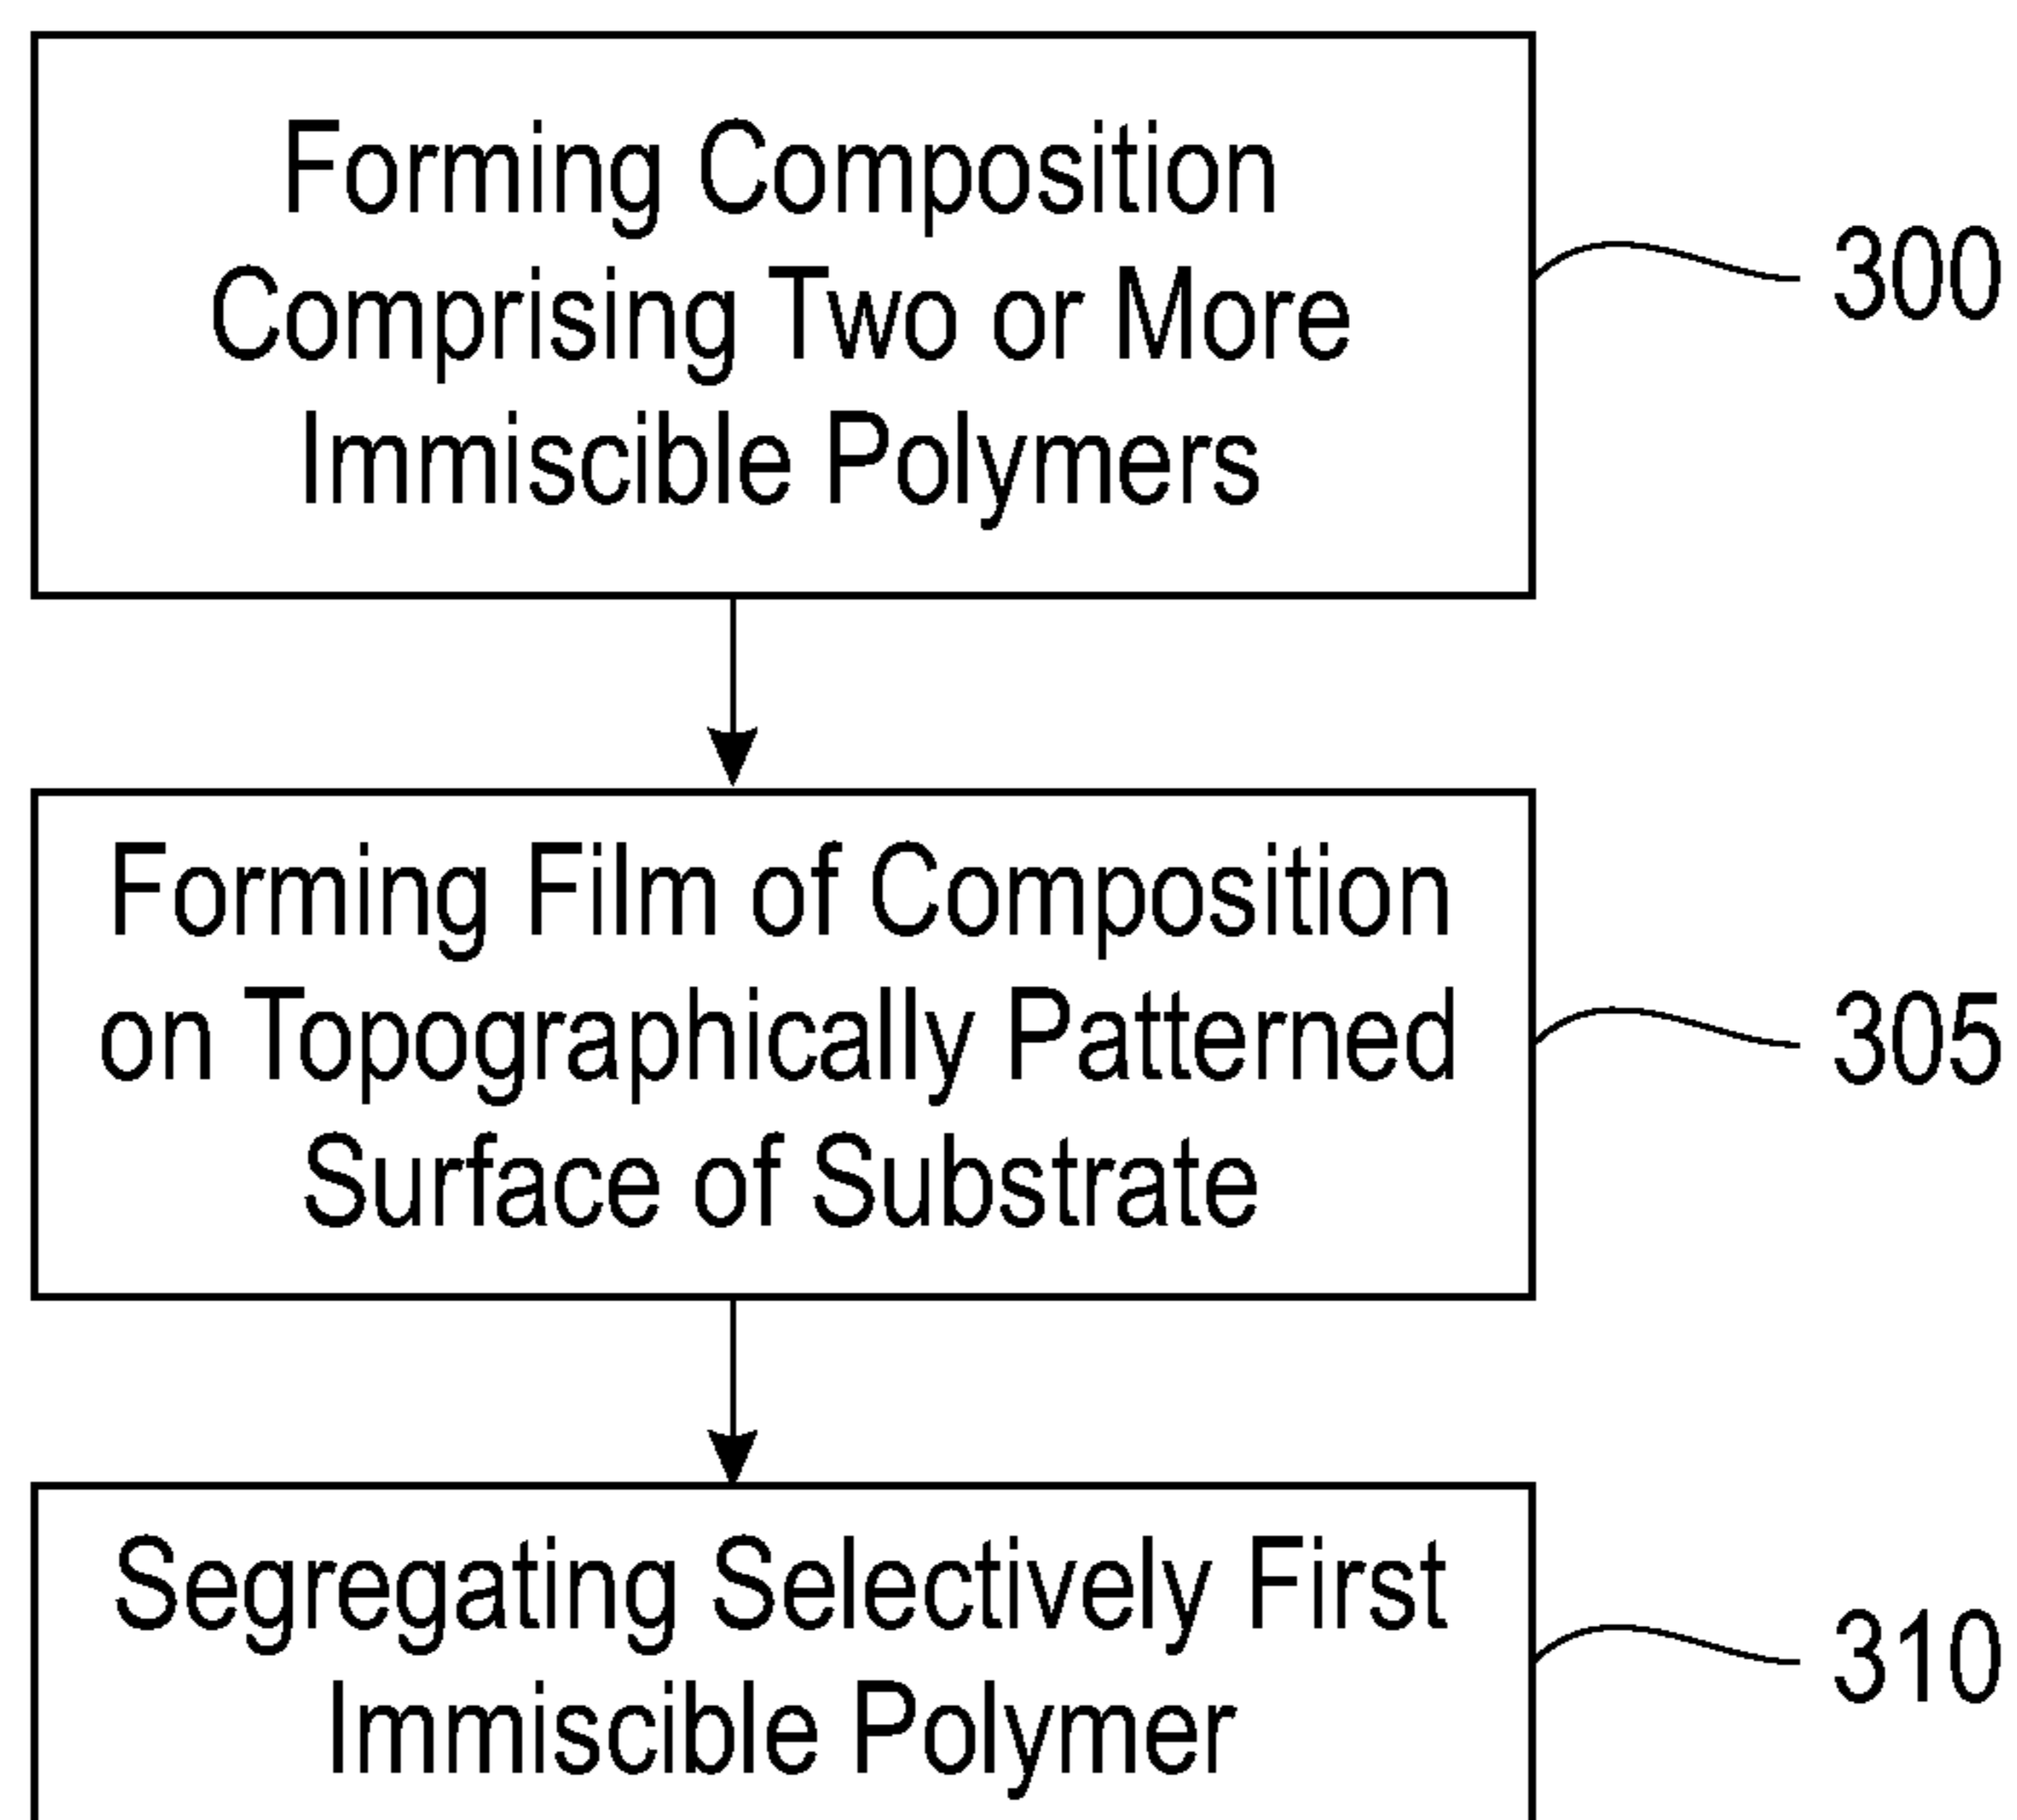 Forming Composition
Comprising Two or More
Immiscible Polymers
300
Forming Film of Composition
on Topographically Patterned
Surface of Substrate
305
Segregating Selectively First
Immiscible Polymer
310